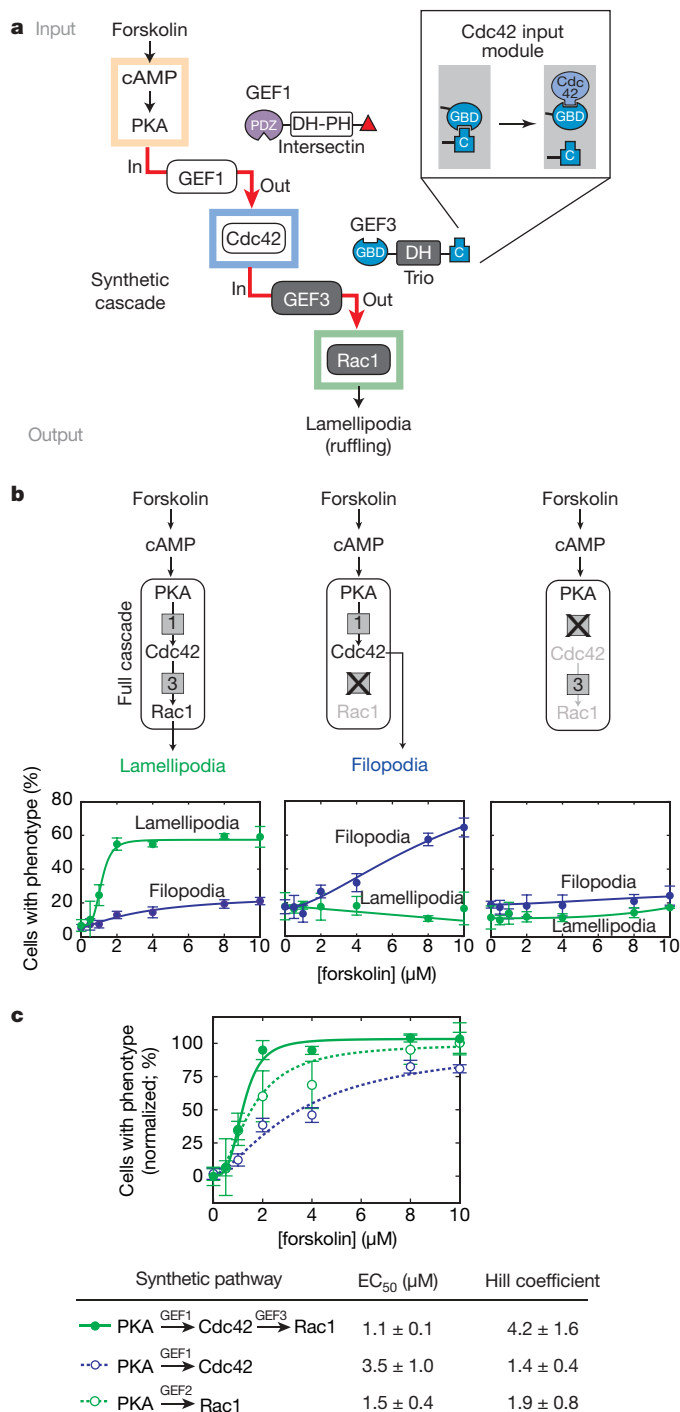 a Input
Forskolin
cAMP
PKA
In
GEF1
Out
GEF1
PDZ
DH-PH
Intersectin
Cdc42 input
module
GBD
C
Cdc
42
GBD
C
Cdc42
Synthetic
cascade
In
GEF3
Out
GEF3
GBD
DH
C
Trio
Rac1
Lamellipodia
(ruffling)
Output
b
Forskolin
cAMP
PKA
1
Cdc42
3
Rac1
Full cascade
Lamellipodia
Forskolin
cAMP
PKA
1
Cdc42
Rac1
Filopodia
Forskolin
cAMP
PKA
Cdc42
3
Rac1
Cells with phenotype (%)
80
60
40
20
0
Lamellipodia
Filopodia
0 2 4 6 8 10
Filopodia
Lamellipodia
0 2 4 6 8 10
Filopodia
Lamellipodia
0 2 4 6 8 10
[forskolin] (μM)
[forskolin] (μM)
c
Cells with phenotype
(normalized; %)
100
75
50
25
0
0 2 4 6 8 10
[forskolin] (μM)
Synthetic pathway EC50 (μM) Hill coefficient
PKA GEF1 Cdc42 GEF3 Rac1 1.1 ± 0.1 4.2 ± 1.6
PKA GEF1 Cdc42 3.5 ± 1.0 1.4 ± 0.4
PKA GEF2 Rac1 1.5 ± 0.4 1.9 ± 0.8